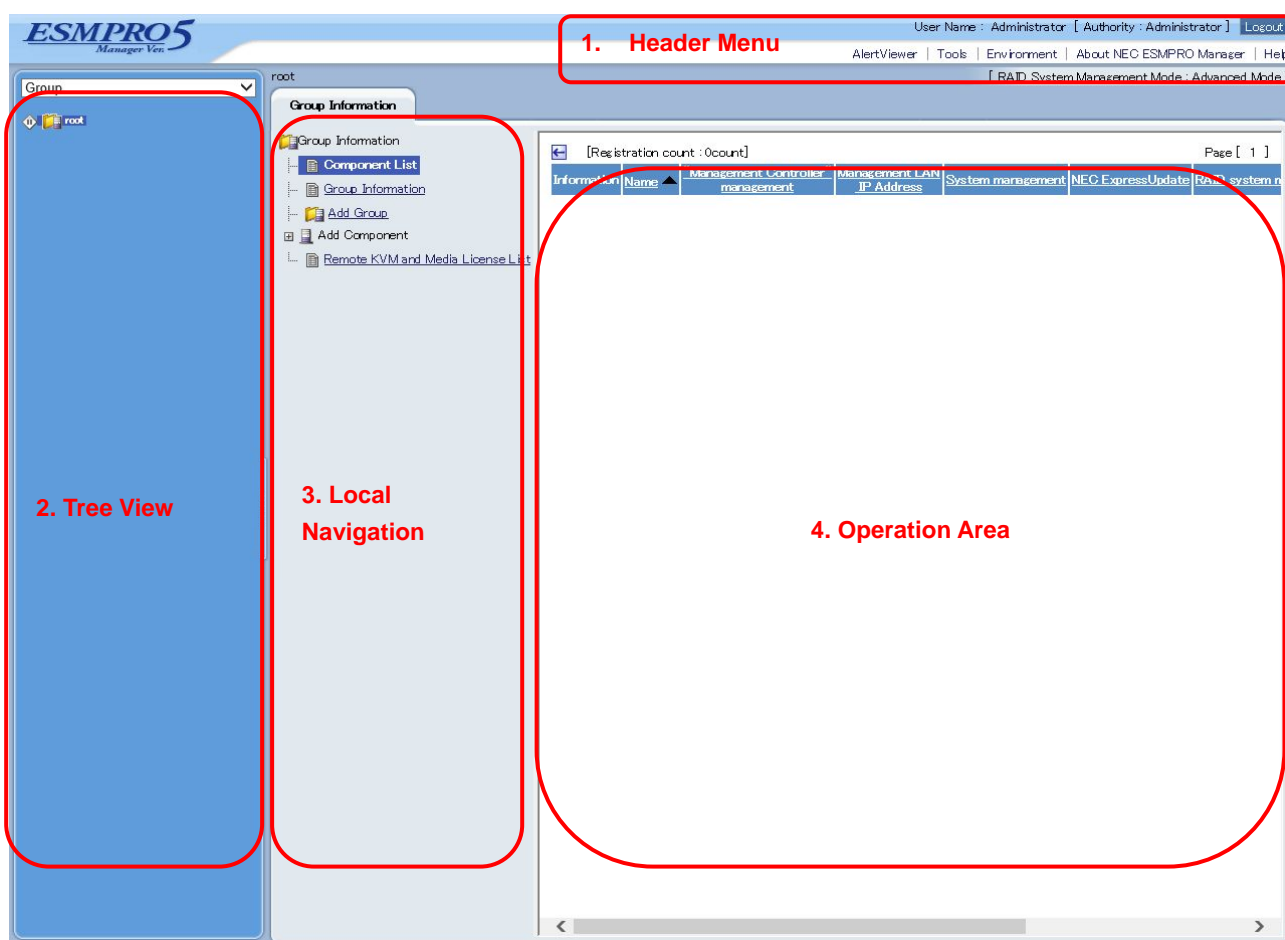 ESMPRO5
Manager Ver.
User Name : Administrator [ Authority : Administrator ] Logout
1. Header Menu
AlertViewer | Tools | Environment | About NEC ESMPRO Manager |
[ RAID System Management Mode : Advanced Mode
Group
root
root
Group Information
Group Information
Component List
Group Information
Add Group
Add Component
Remote KVM and Media License List
[Registration count : 0count]
Page [ 1 ]
Information
Name ▲
Management Controller management
Management LAN IP Address
System management
NEC ExpressUpdate
RAID system
2. Tree View
3. Local
Navigation
4. Operation Area